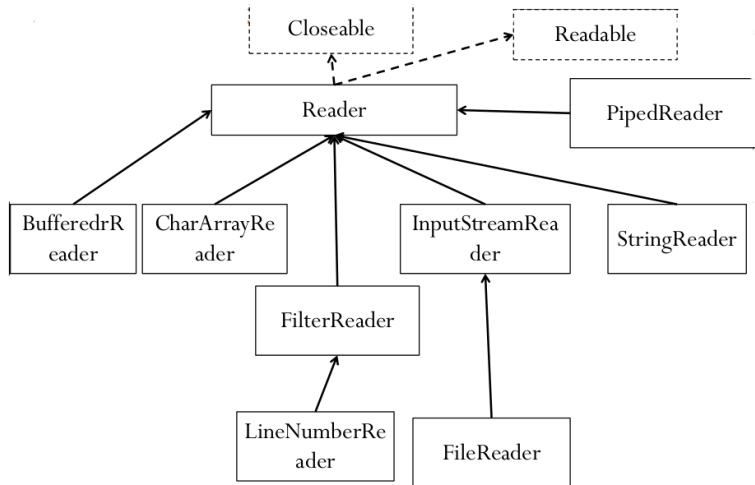 Closeable
Readable
Reader
PipedReader
BufferedrR
eader
CharArrayRe
ader
InputStreamRea
der
StringReader
FilterReader
LineNumberRe
ader
FileReader